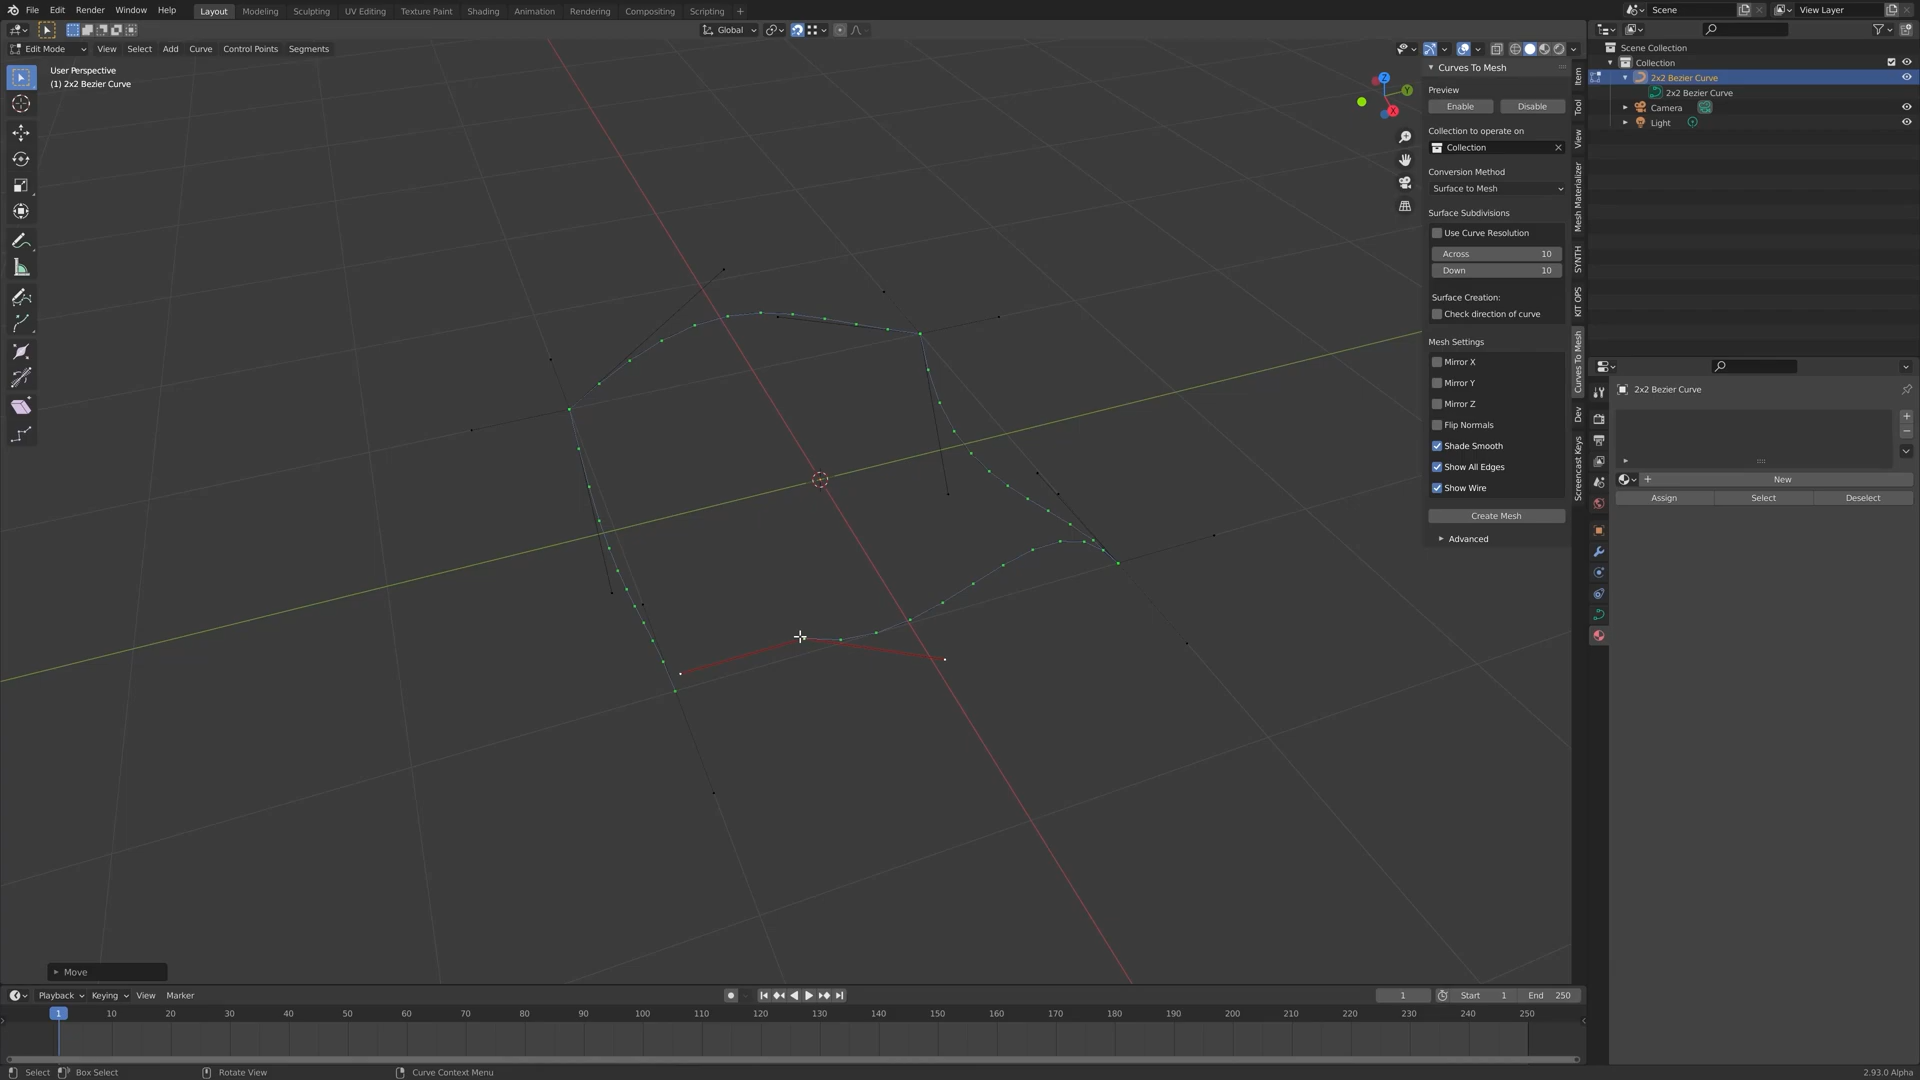 File Edit Render Window Help Layout Modeling Sculpting UV Editing Texture Paint Shading Animation Rendering Compositing Scripting + Scene View Layer
Global
Edit Mode View Select Add Curve Control Points Segments
User Perspective
(1) 2x2 Bezier Curve
Z
Y
X
Curves To Mesh
Preview
Enable Disable
Collection to operate on
Collection
Conversion Method
Surface to Mesh
Surface Subdivisions
Use Curve Resolution
Across 10
Down 10
Surface Creation:
Check direction of curve
Mesh Settings
Mirror X
Mirror Y
Mirror Z
Flip Normals
Shade Smooth
Show All Edges
Show Wire
Create Mesh
Advanced
Item
Tool
View
Mesh Materializer
SYNTH
KIT OPS
Curves To Mesh
Dev
Screencast Keys
Scene Collection
Collection
2x2 Bezier Curve
2x2 Bezier Curve
Camera
Light
2x2 Bezier Curve
New
Assign Select Deselect
Move
Playback Keying View Marker 1 Start 1 End 250
1 10 20 30 40 50 60 70 80 90 100 110 120 130 140 150 160 170 180 190 200 210 220 230 240 250
Select Box Select Rotate View Curve Context Menu 2.93.0 Alpha